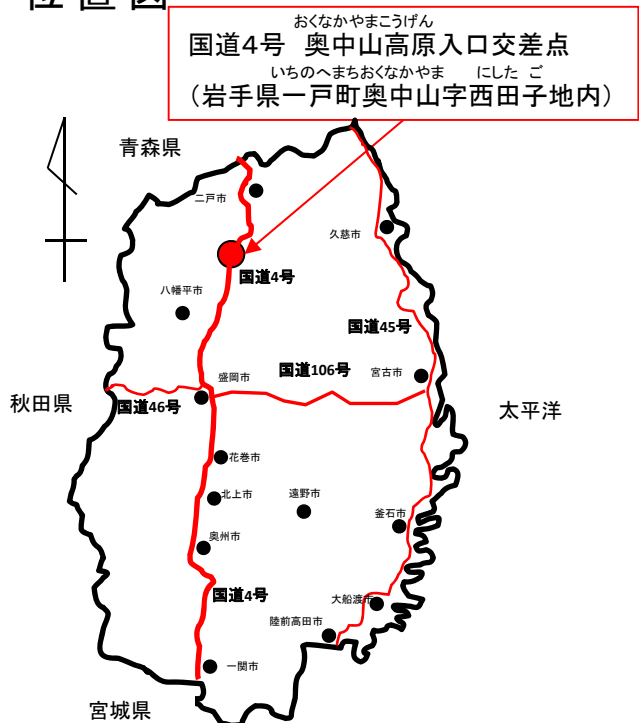 位置図
おくなかやまこうげん
国道4号 奥中山高原入口交差点
いちのへまちおくなかやま にした ご
（岩手県一戸町奥中山字西田子地内）
青森県
二戸市
久慈市
国道4号
八幡平市
国道45号
盛岡市
国道106号
宮古市
秋田県
国道46号
太平洋
花巻市
北上市
遠野市
釜石市
奥州市
国道4号
大船渡市
陸前高田市
一関市
宮城県